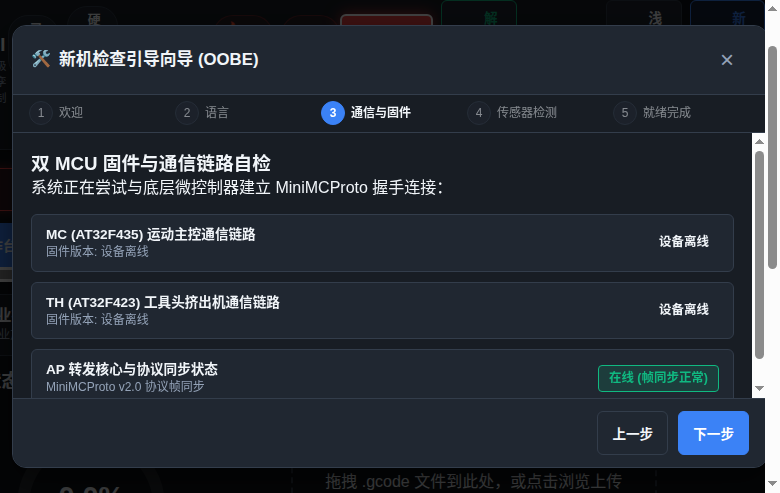 硬
解
浅
新
🛠️ 新机检查引导向导 (OOBE)
×
1 欢迎
2 语言
3 通信与固件
4 传感器检测
5 就绪完成
双 MCU 固件与通信链路自检
系统正在尝试与底层微控制器建立 MiniMCProto 握手连接：
MC (AT32F435) 运动主控通信链路
固件版本: 设备离线
设备离线
TH (AT32F423) 工具头挤出机通信链路
固件版本: 设备离线
设备离线
AP 转发核心与协议同步状态
MiniMCProto v2.0 协议帧同步
在线 (帧同步正常)
上一步
下一步
拖拽 .gcode 文件到此处，或点击浏览上传